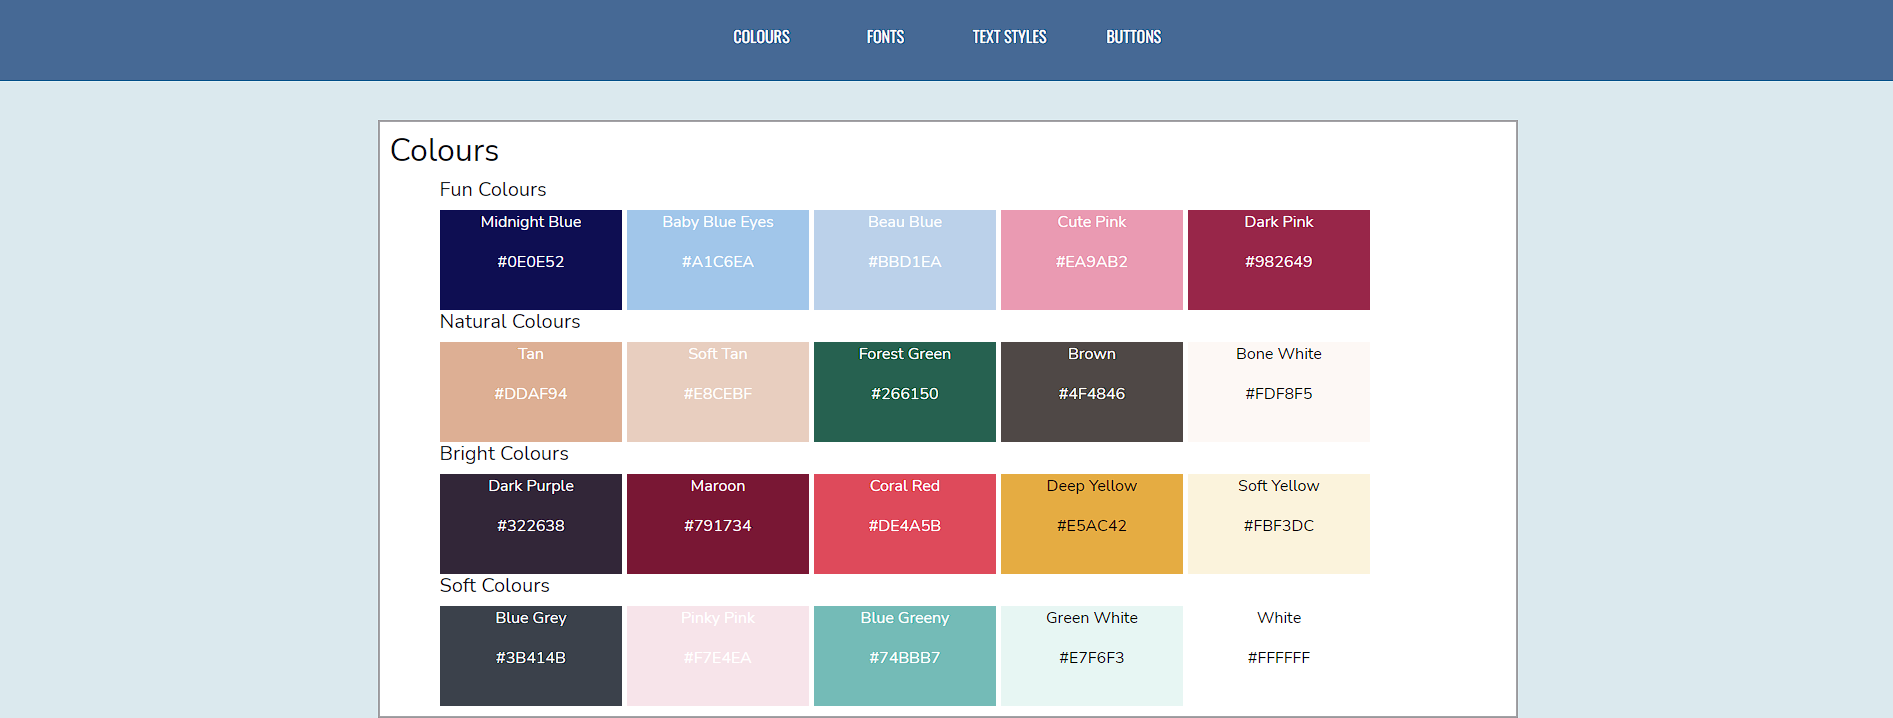 COLOURS FONTS TEXT STYLES BUTTONS
Colours
Fun Colours
Midnight Blue Baby Blue Eyes Beau Blue Cute Pink Dark Pink
#0E0E52 #A1C6EA #BBD1EA #EA9AB2 #982649
Natural Colours
Tan Soft Tan Forest Green Brown Bone White
#DDAF94 #E8CEBF #266150 #4F4846 #FDF8F5
Bright Colours
Dark Purple Maroon Coral Red Deep Yellow Soft Yellow
#322638 #791734 #DE4A5B #E5AC42 #FBF3DC
Soft Colours
Blue Grey Pinky Pink Blue Greeny Green White White
#3B414B #F7E4EA #74BBB7 #E7F6F3 #FFFFFF